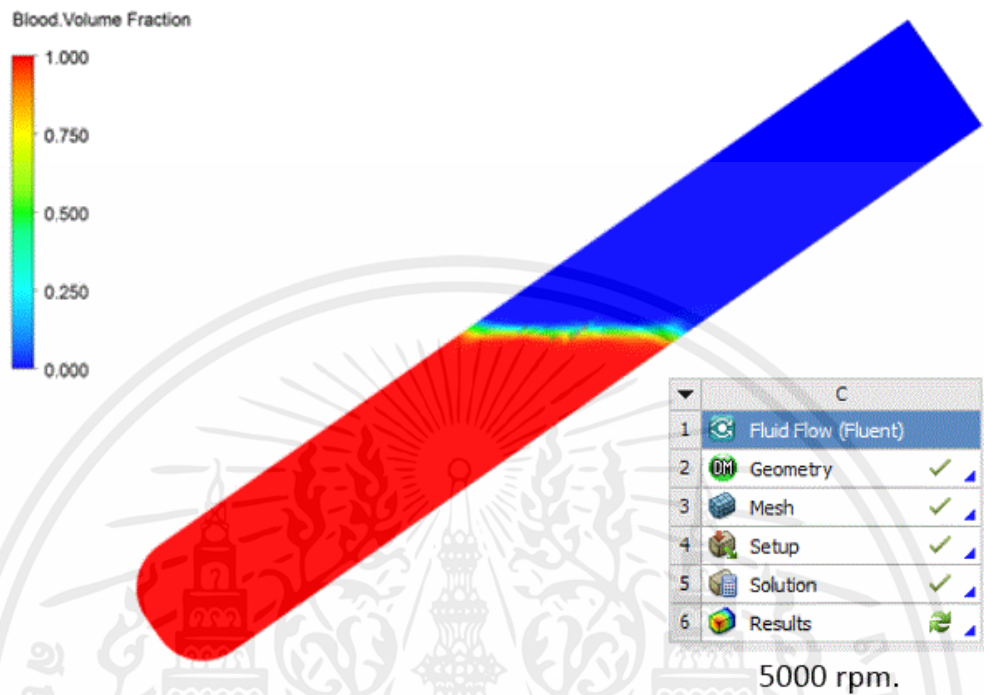 Blood.Volume Fraction
1.000
0.750
0.500
0.250
0.000
C
1 Fluid Flow (Fluent)
2 DM Geometry
3 Mesh
4 Setup
5 Solution
6 Results
5000 rpm.